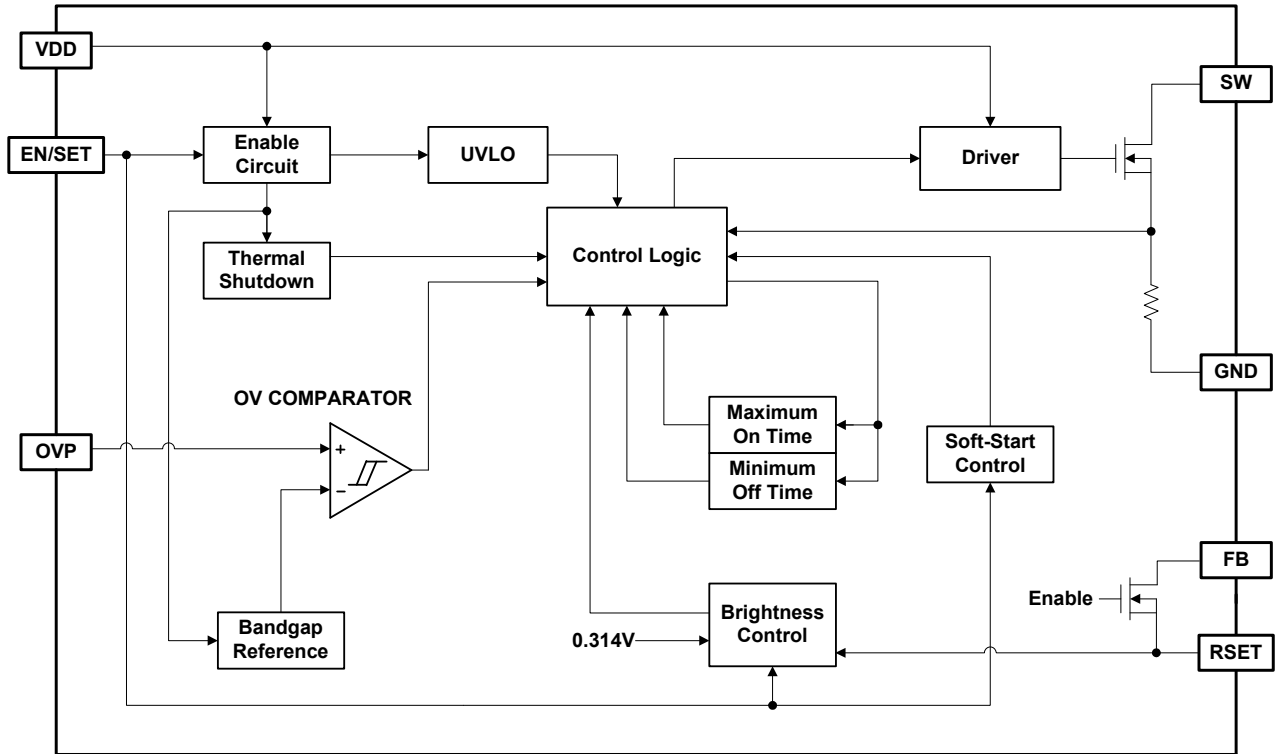 VDD
SW
EN/SET
Enable
Circuit
UVLO
Driver
Thermal
Shutdown
Control Logic
GND
OV COMPARATOR
OVP
+
−
Maximum
On Time
Minimum
Off Time
Soft-Start
Control
FB
Enable
Bandgap
Reference
0.314V
Brightness
Control
RSET